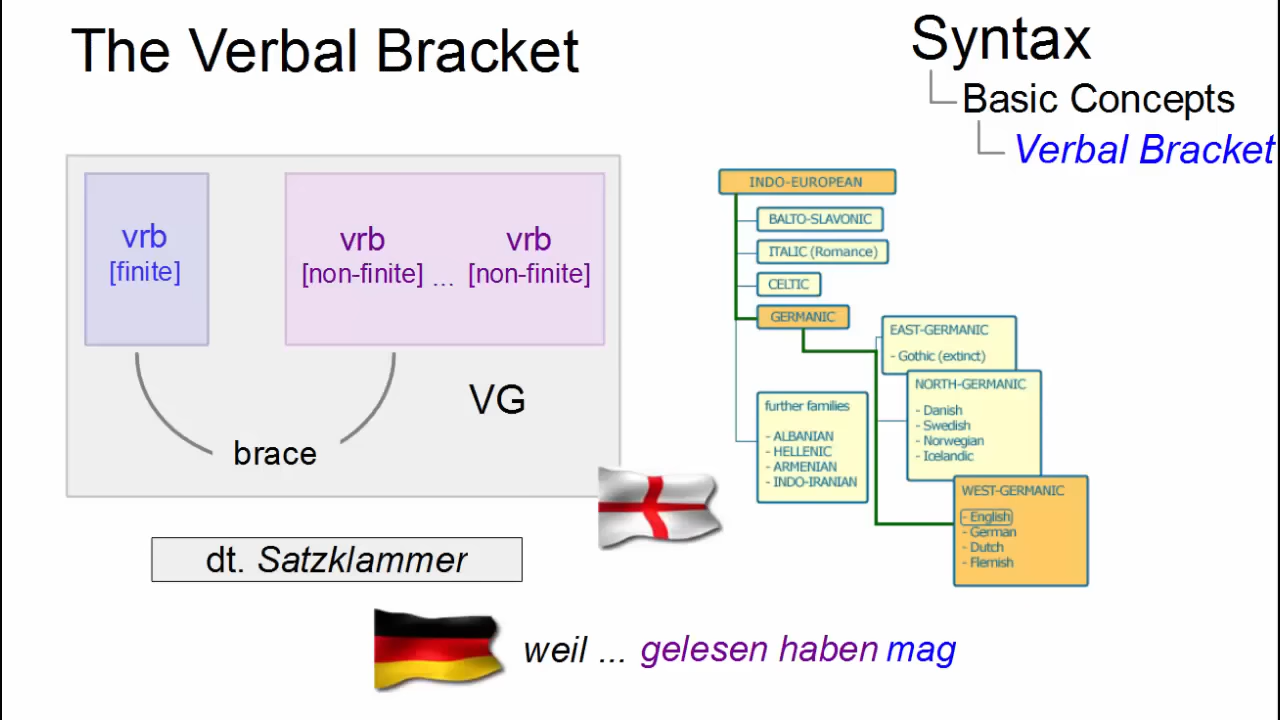 The Verbal Bracket
Syntax
Basic Concepts
Verbal Bracket
vrb
[finite]
vrb
[non-finite]
...
vrb
[non-finite]
VG
brace
dt. Satzklammer
weil ... gelesen haben mag
INDO-EUROPEAN
BALTO-SLAVONIC
ITALIC (Romance)
CELTIC
GERMANIC
further families
- ALBANIAN
- HELLENIC
- ARMENIAN
- INDO-IRANIAN
EAST-GERMANIC
- Gothic (extinct)
NORTH-GERMANIC
- Danish
- Swedish
- Norwegian
- Icelandic
WEST-GERMANIC
- English
- German
- Dutch
- Flemish